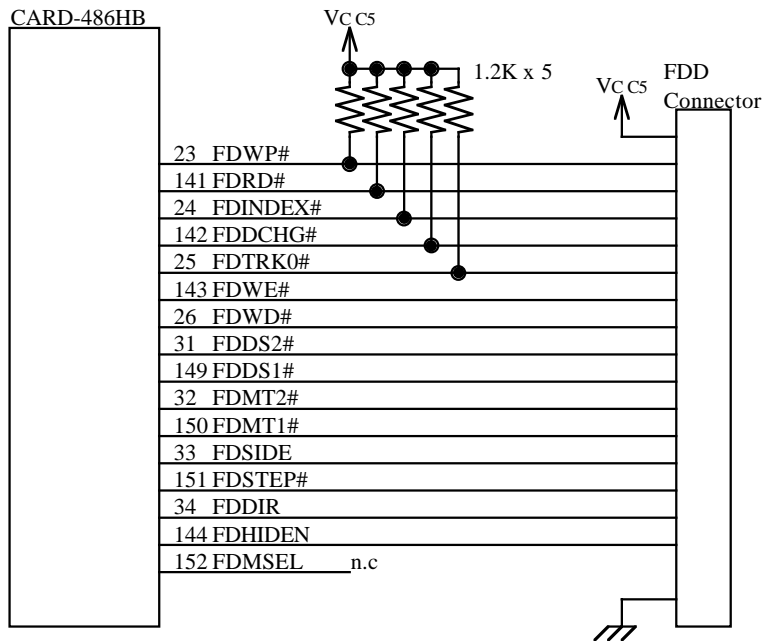 CARD-486HB
VCC5
1.2K x 5
VCC5
FDD
Connector
23 FDWP#
141 FDRD#
24 FDINDEX#
142 FDDCHG#
25 FDTRK0#
143 FDWE#
26 FDWD#
31 FDDS2#
149 FDDS1#
32 FDMT2#
150 FDMT1#
33 FDSIDE
151 FDSTEP#
34 FDDIR
144 FDHIDEN
152 FDMSEL n.c